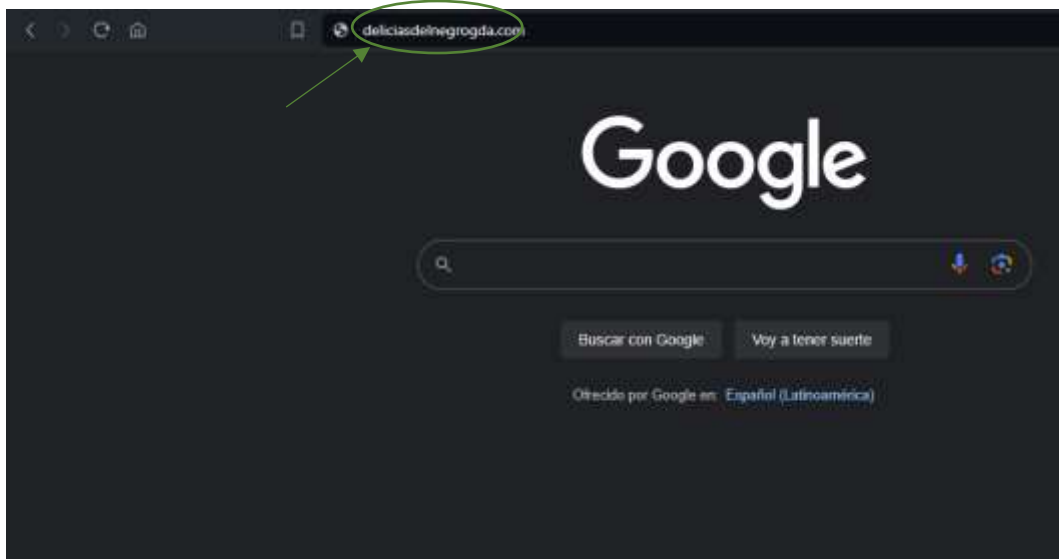 deliciasdelnegrogda.com
Google
Buscar con Google Voy a tener suerte
Ofrecido por Google en: Español (Latinoamérica)